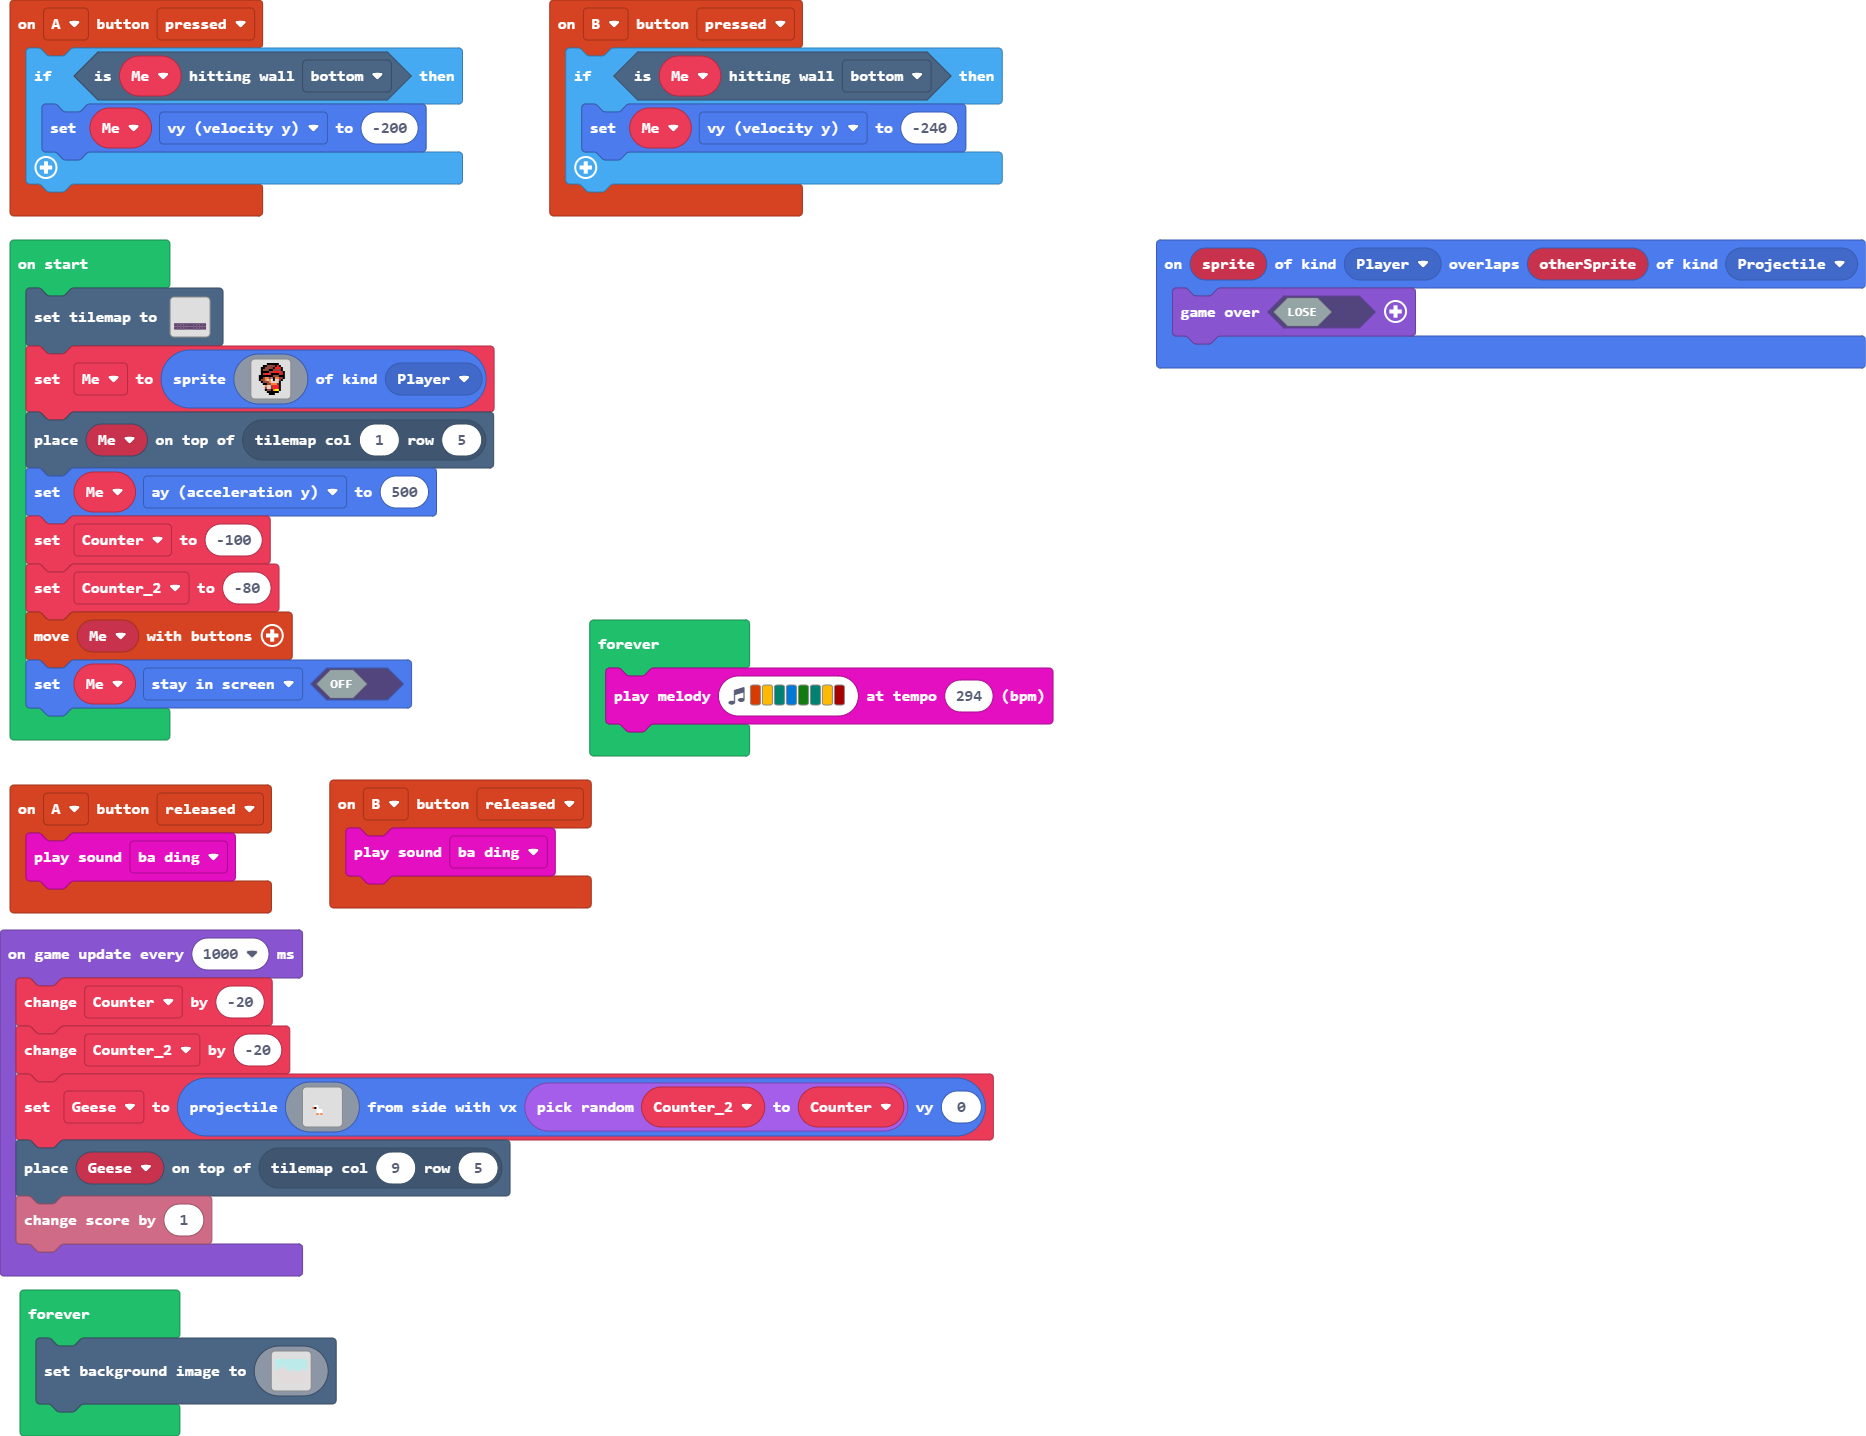 on A button pressed
if is Me hitting wall bottom then
set Me vy (velocity y) to -200
on B button pressed
if is Me hitting wall bottom then
set Me vy (velocity y) to -240
on start
set tilemap to
set Me to sprite of kind Player
place Me on top of tilemap col 1 row 5
set Me ay (acceleration y) to 500
set Counter to -100
set Counter_2 to -80
move Me with buttons
set Me stay in screen OFF
on sprite of kind Player overlaps otherSprite of kind Projectile
game over LOSE
forever
play melody at tempo 294 (bpm)
on A button released
play sound ba ding
on B button released
play sound ba ding
on game update every 1000 ms
change Counter by -20
change Counter_2 by -20
set Geese to projectile from side with vx pick random Counter_2 to Counter vy 0
place Geese on top of tilemap col 9 row 5
change score by 1
forever
set background image to